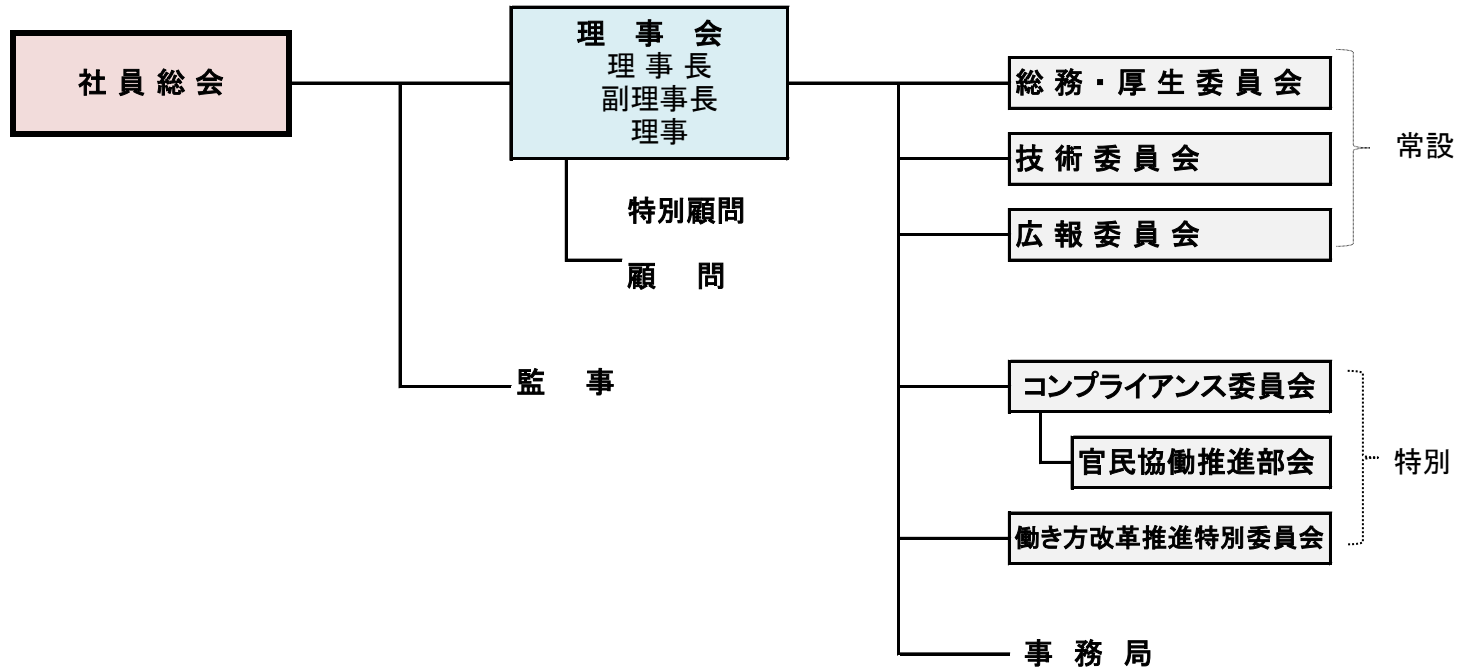 社員総会
理事会
理事長
副理事長
理事
特別顧問
顧問
監事
総務・厚生委員会
技術委員会
広報委員会
常設
コンプライアンス委員会
官民協働推進部会
働き方改革推進特別委員会
特別
事務局